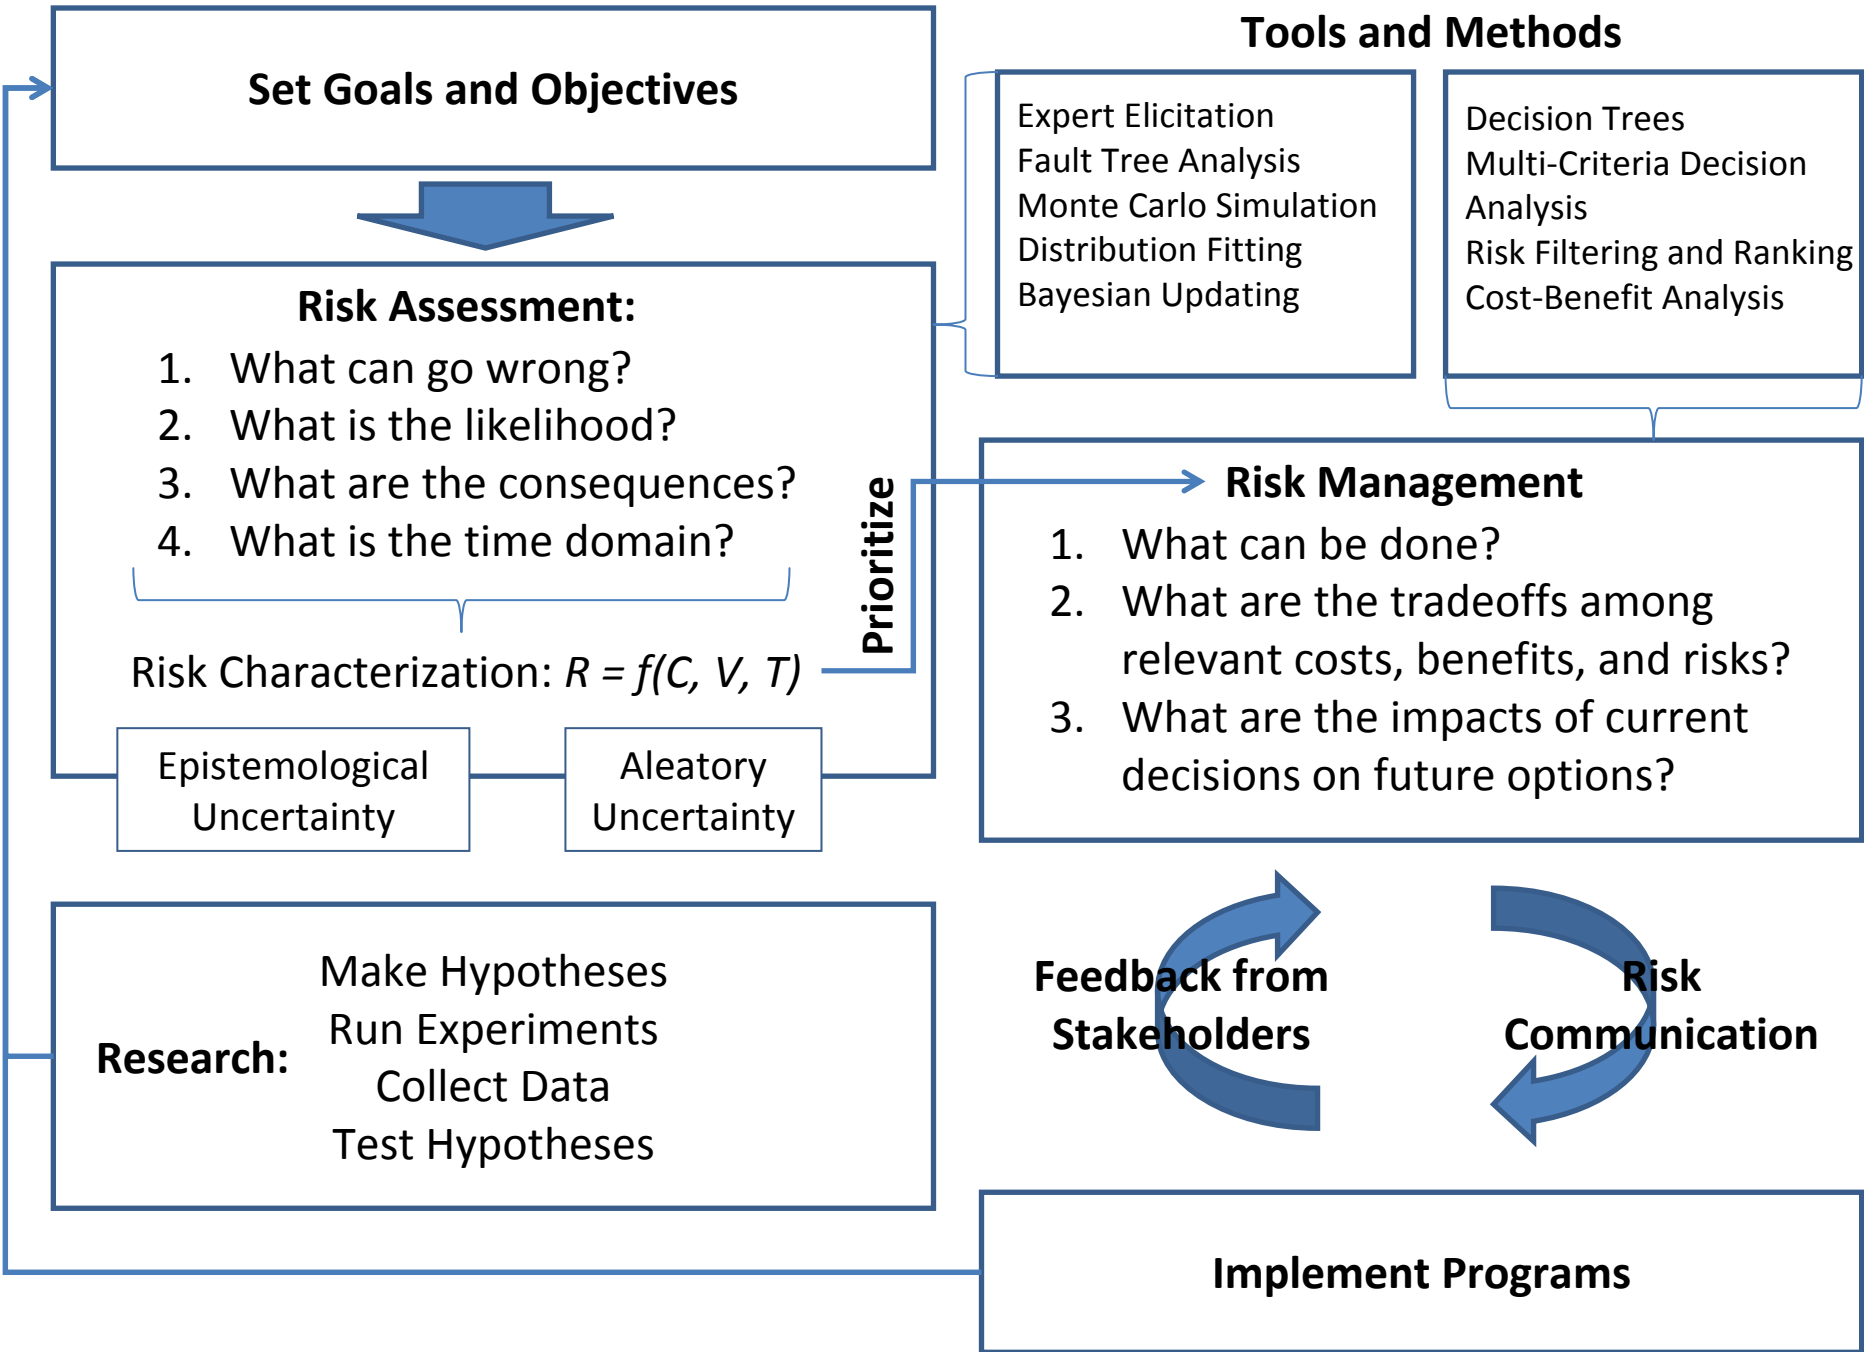 Set Goals and Objectives
Tools and Methods
Expert Elicitation
Fault Tree Analysis
Monte Carlo Simulation
Distribution Fitting
Bayesian Updating
Decision Trees
Multi-Criteria Decision
Analysis
Risk Filtering and Ranking
Cost-Benefit Analysis
Risk Assessment:
1. What can go wrong?
2. What is the likelihood?
3. What are the consequences?
4. What is the time domain?
Risk Characterization: R = f(C, V, T)
Epistemological
Uncertainty
Aleatory
Uncertainty
Prioritize
Risk Management
1. What can be done?
2. What are the tradeoffs among
relevant costs, benefits, and risks?
3. What are the impacts of current
decisions on future options?
Research:
Make Hypotheses
Run Experiments
Collect Data
Test Hypotheses
Feedback from
Stakeholders
Risk
Communication
Implement Programs